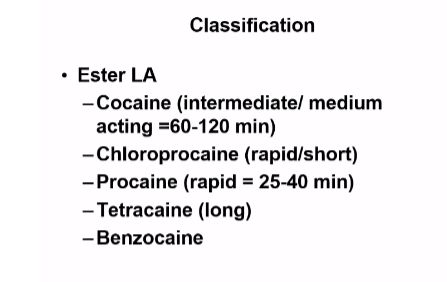 Classification
• Ester LA
–Cocaine (intermediate/ medium
acting =60-120 min)
–Chloroprocaine (rapid/short)
–Procaine (rapid = 25-40 min)
–Tetracaine (long)
–Benzocaine